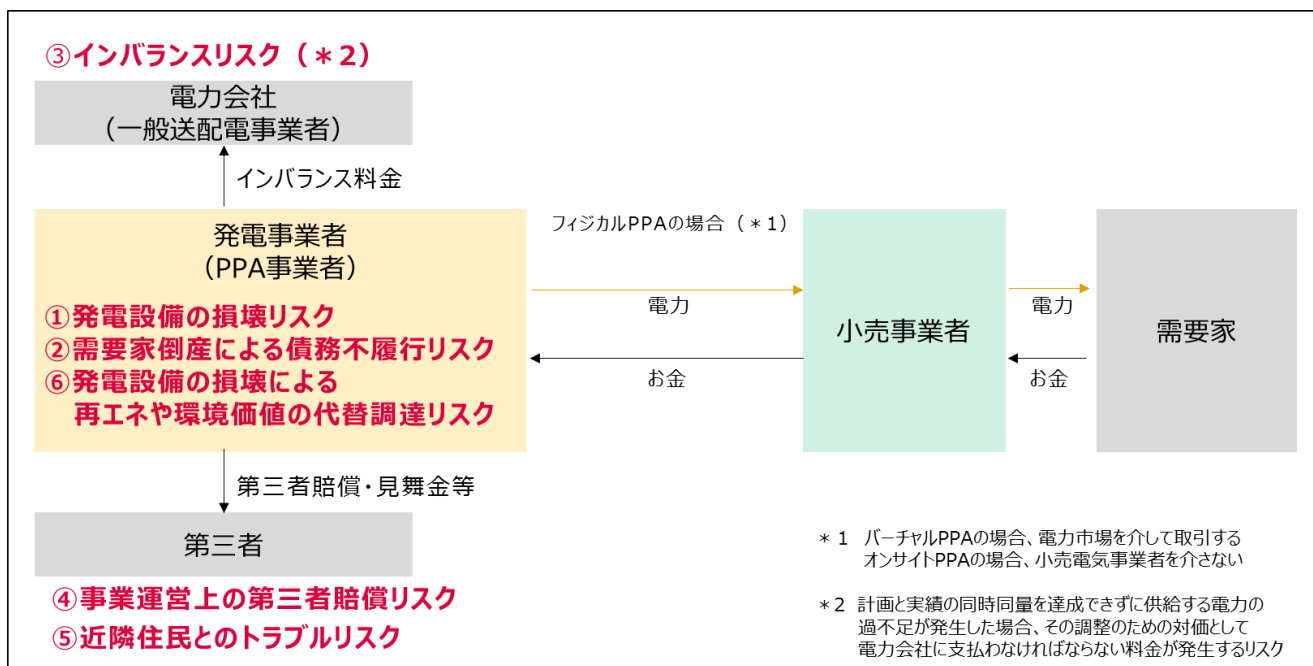 ③インバランスリスク（＊２）
電力会社
（一般送配電事業者）
インバランス料金
発電事業者
（PPA事業者）
①発電設備の損壊リスク
②需要家倒産による債務不履行リスク
⑥発電設備の損壊による
再エネや環境価値の代替調達リスク
フィジカルPPAの場合（＊1）
電力
お金
小売事業者
電力
お金
需要家
第三者賠償・見舞金等
第三者
④事業運営上の第三者賠償リスク
⑤近隣住民とのトラブルリスク
＊１ バーチャルPPAの場合、電力市場を介して取引する
オンサイトPPAの場合、小売電気事業者を介さない
＊２ 計画と実績の同時同量を達成できずに供給する電力の
過不足が発生した場合、その調整のための対価として
電力会社に支払わなければならない料金が発生するリスク